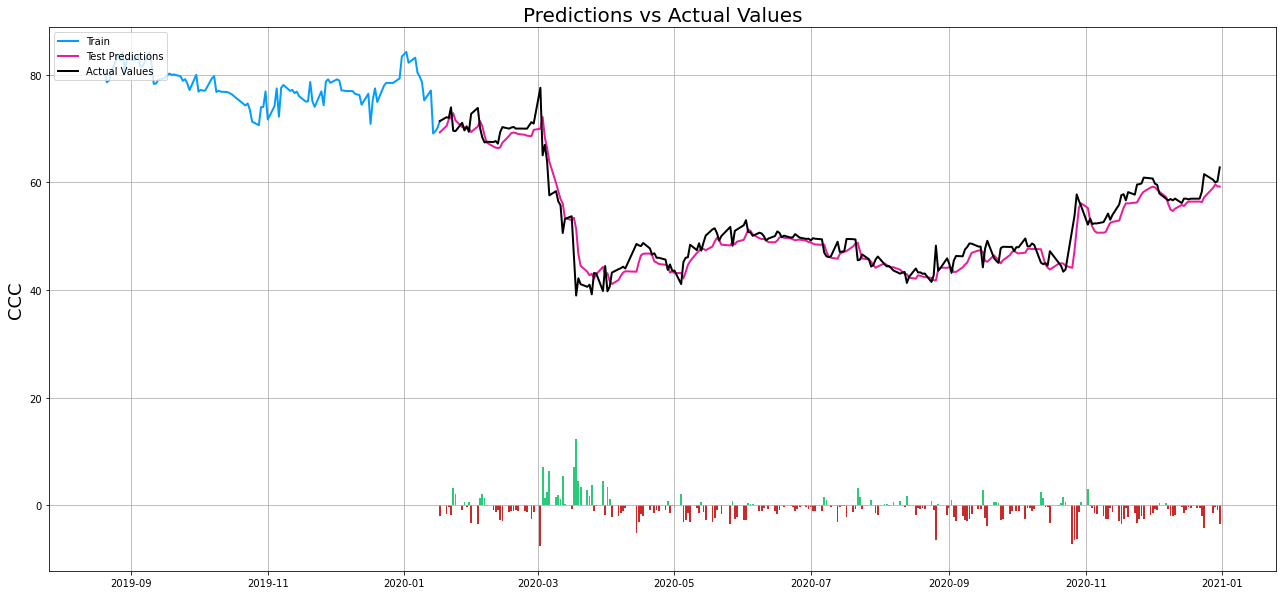 Predictions vs Actual Values
Train
Test Predictions
Actual Values
CCC
80
60
40
20
0
2019-09
2019-11
2020-01
2020-03
2020-05
2020-07
2020-09
2020-11
2021-01